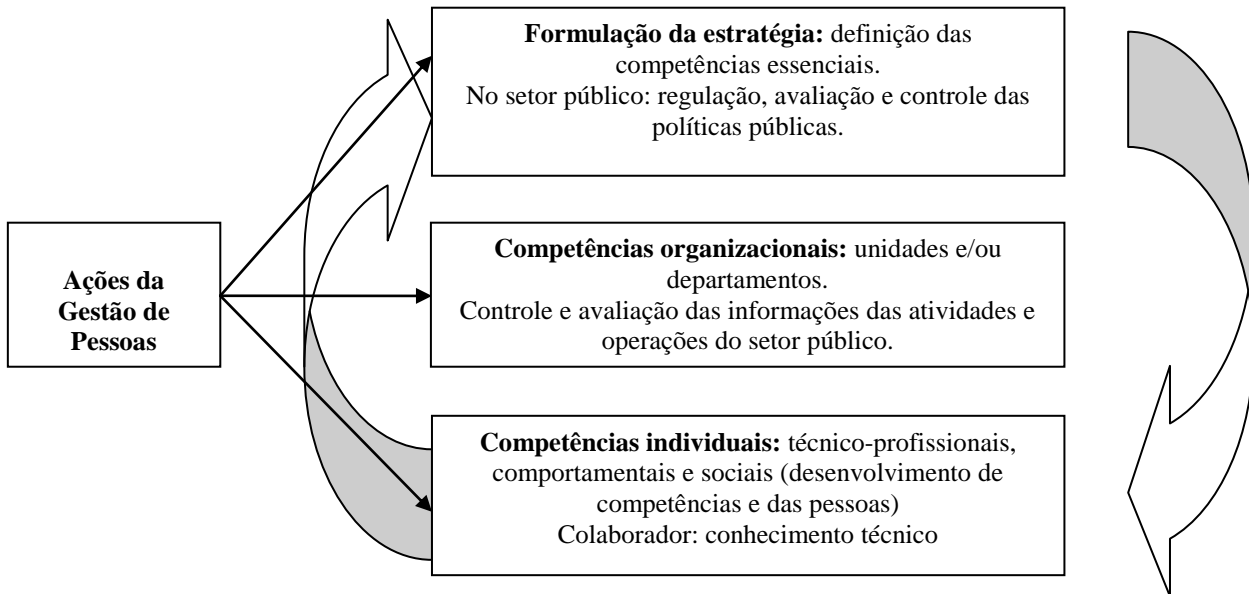 Formulação da estratégia: definição das
competências essenciais.
No setor público: regulação, avaliação e controle das
políticas públicas.
Ações da
Gestão de
Pessoas
Competências organizacionais: unidades e/ou
departamentos.
Controle e avaliação das informações das atividades e
operações do setor público.
Competências individuais: técnico-profissionais,
comportamentais e sociais (desenvolvimento de
competências e das pessoas)
Colaborador: conhecimento técnico